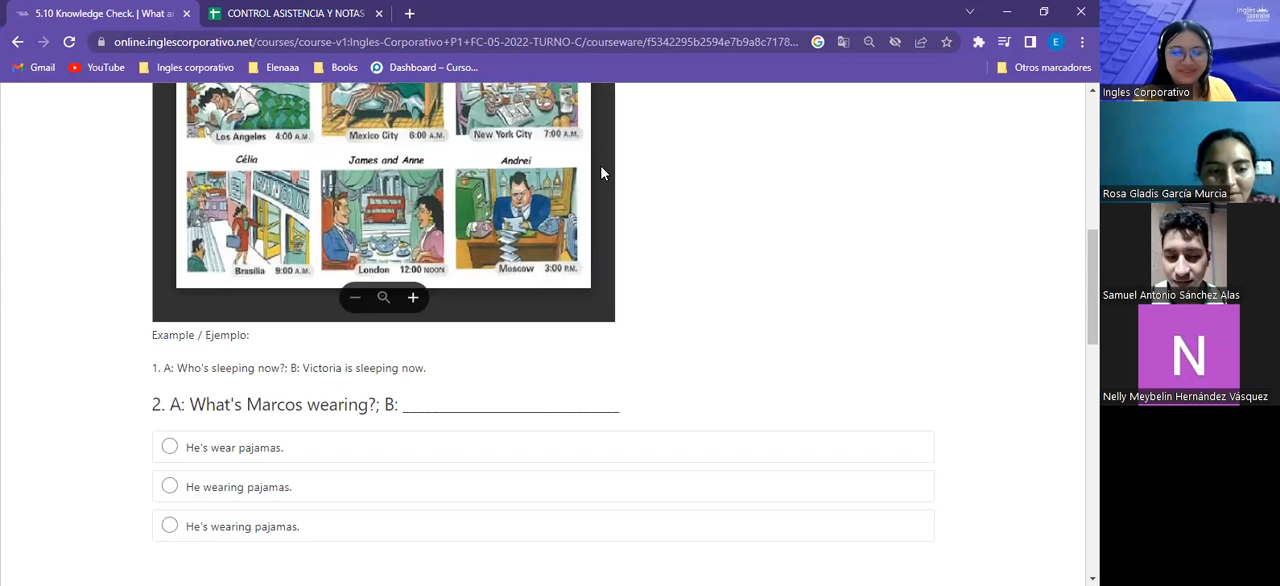 5.10 Knowledge Check. | What ar
CONTROL ASISTENCIA Y NOTAS
online.inglescorporativo.net/courses/course-v1:Ingles-Corporativo+P1+FC-05-2022-TURNO-C/courseware/f5342295b2594e7b9a8c7178...
E
Gmail
YouTube
Ingles corporativo
Elenaaa
Books
Dashboard – Curso...
Otros marcadores
Los Angeles 4:00 A.M.
Mexico City 6:00 A.M.
New York City 7:00 A.M.
Célia
James and Anne
Andrei
Brasilia 9:00 A.M.
London 12:00 NOON
Moscow 3:00 P.M.
Example / Ejemplo:
1. A: Who's sleeping now?; B: Victoria is sleeping now.
2. A: What's Marcos wearing?; B: ___________________________
He's wear pajamas.
He wearing pajamas.
He's wearing pajamas.
Ingles Corporativo
Rosa Gladis García Murcia
Samuel Antonio Sánchez Alas
N
Nelly Meybelin Hernández Vásquez